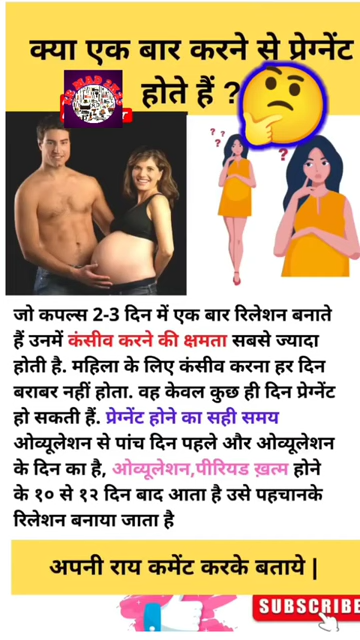 क्या एक बार करने से प्रेग्नेंट
होते हैं ?
जो कपल्स 2-3 दिन में एक बार रिलेशन बनाते
हैं उनमें कंसीव करने की क्षमता सबसे ज्यादा
होती है. महिला के लिए कंसीव करना हर दिन
बराबर नहीं होता. वह केवल कुछ ही दिन प्रेग्नेंट
हो सकती हैं. प्रेग्नेंट होने का सही समय
ओव्यूलेशन से पांच दिन पहले और ओव्यूलेशन
के दिन का है, ओव्यूलेशन,पीरियड ख़त्म होने
के १० से १२ दिन बाद आता है उसे पहचानके
रिलेशन बनाया जाता है
अपनी राय कमेंट करके बताये |
SUBSCRIBE